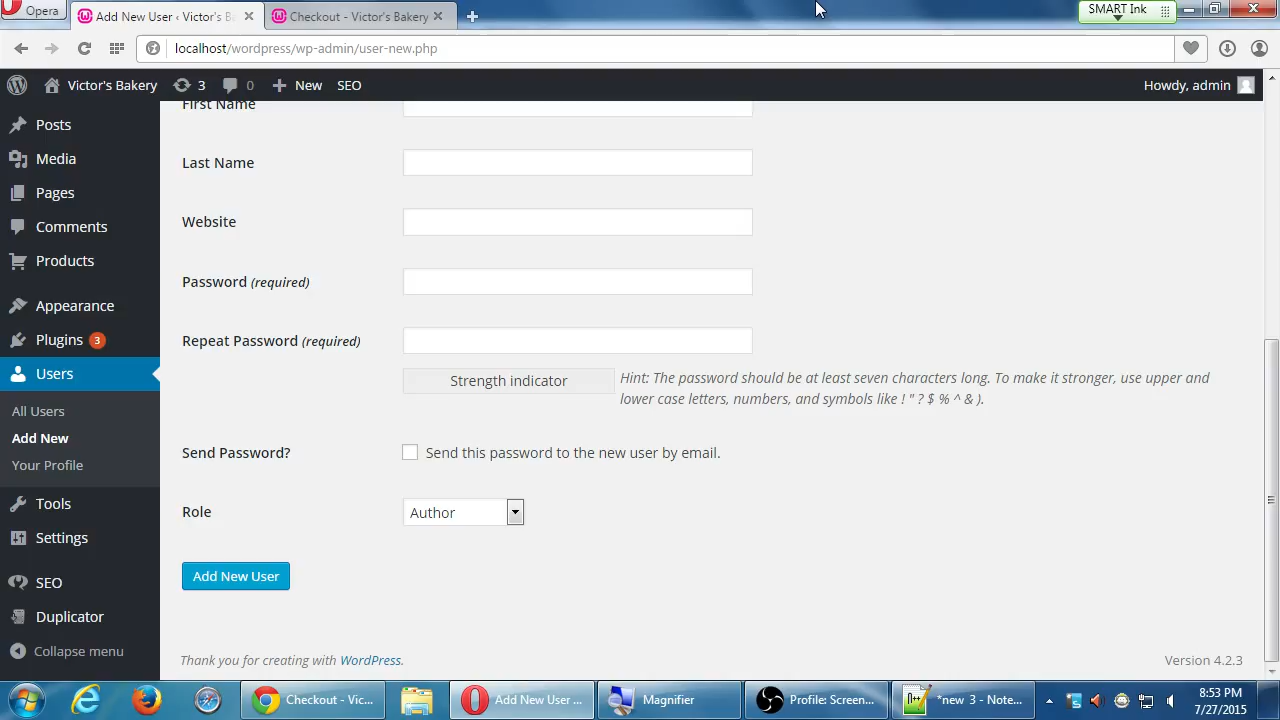 Opera
Add New User ‹ Victor's B
Checkout - Victor's Bakery
SMART Ink
localhost/wordpress/wp-admin/user-new.php
Victor's Bakery
3
0
New
SEO
Howdy, admin
Posts
Media
Pages
Comments
Products
Appearance
Plugins 3
Users
All Users
Add New
Your Profile
Tools
Settings
SEO
Duplicator
Collapse menu
First Name
Last Name
Website
Password (required)
Repeat Password (required)
Strength indicator
Hint: The password should be at least seven characters long. To make it stronger, use upper and
lower case letters, numbers, and symbols like ! " ? $ % ^ & ).
Send Password?
Send this password to the new user by email.
Role
Author
Add New User
Thank you for creating with WordPress.
Version 4.2.3
Checkout - Vic...
Add New User ...
Magnifier
Profile: Screen...
*new 3 - Note...
8:53 PM
7/27/2015